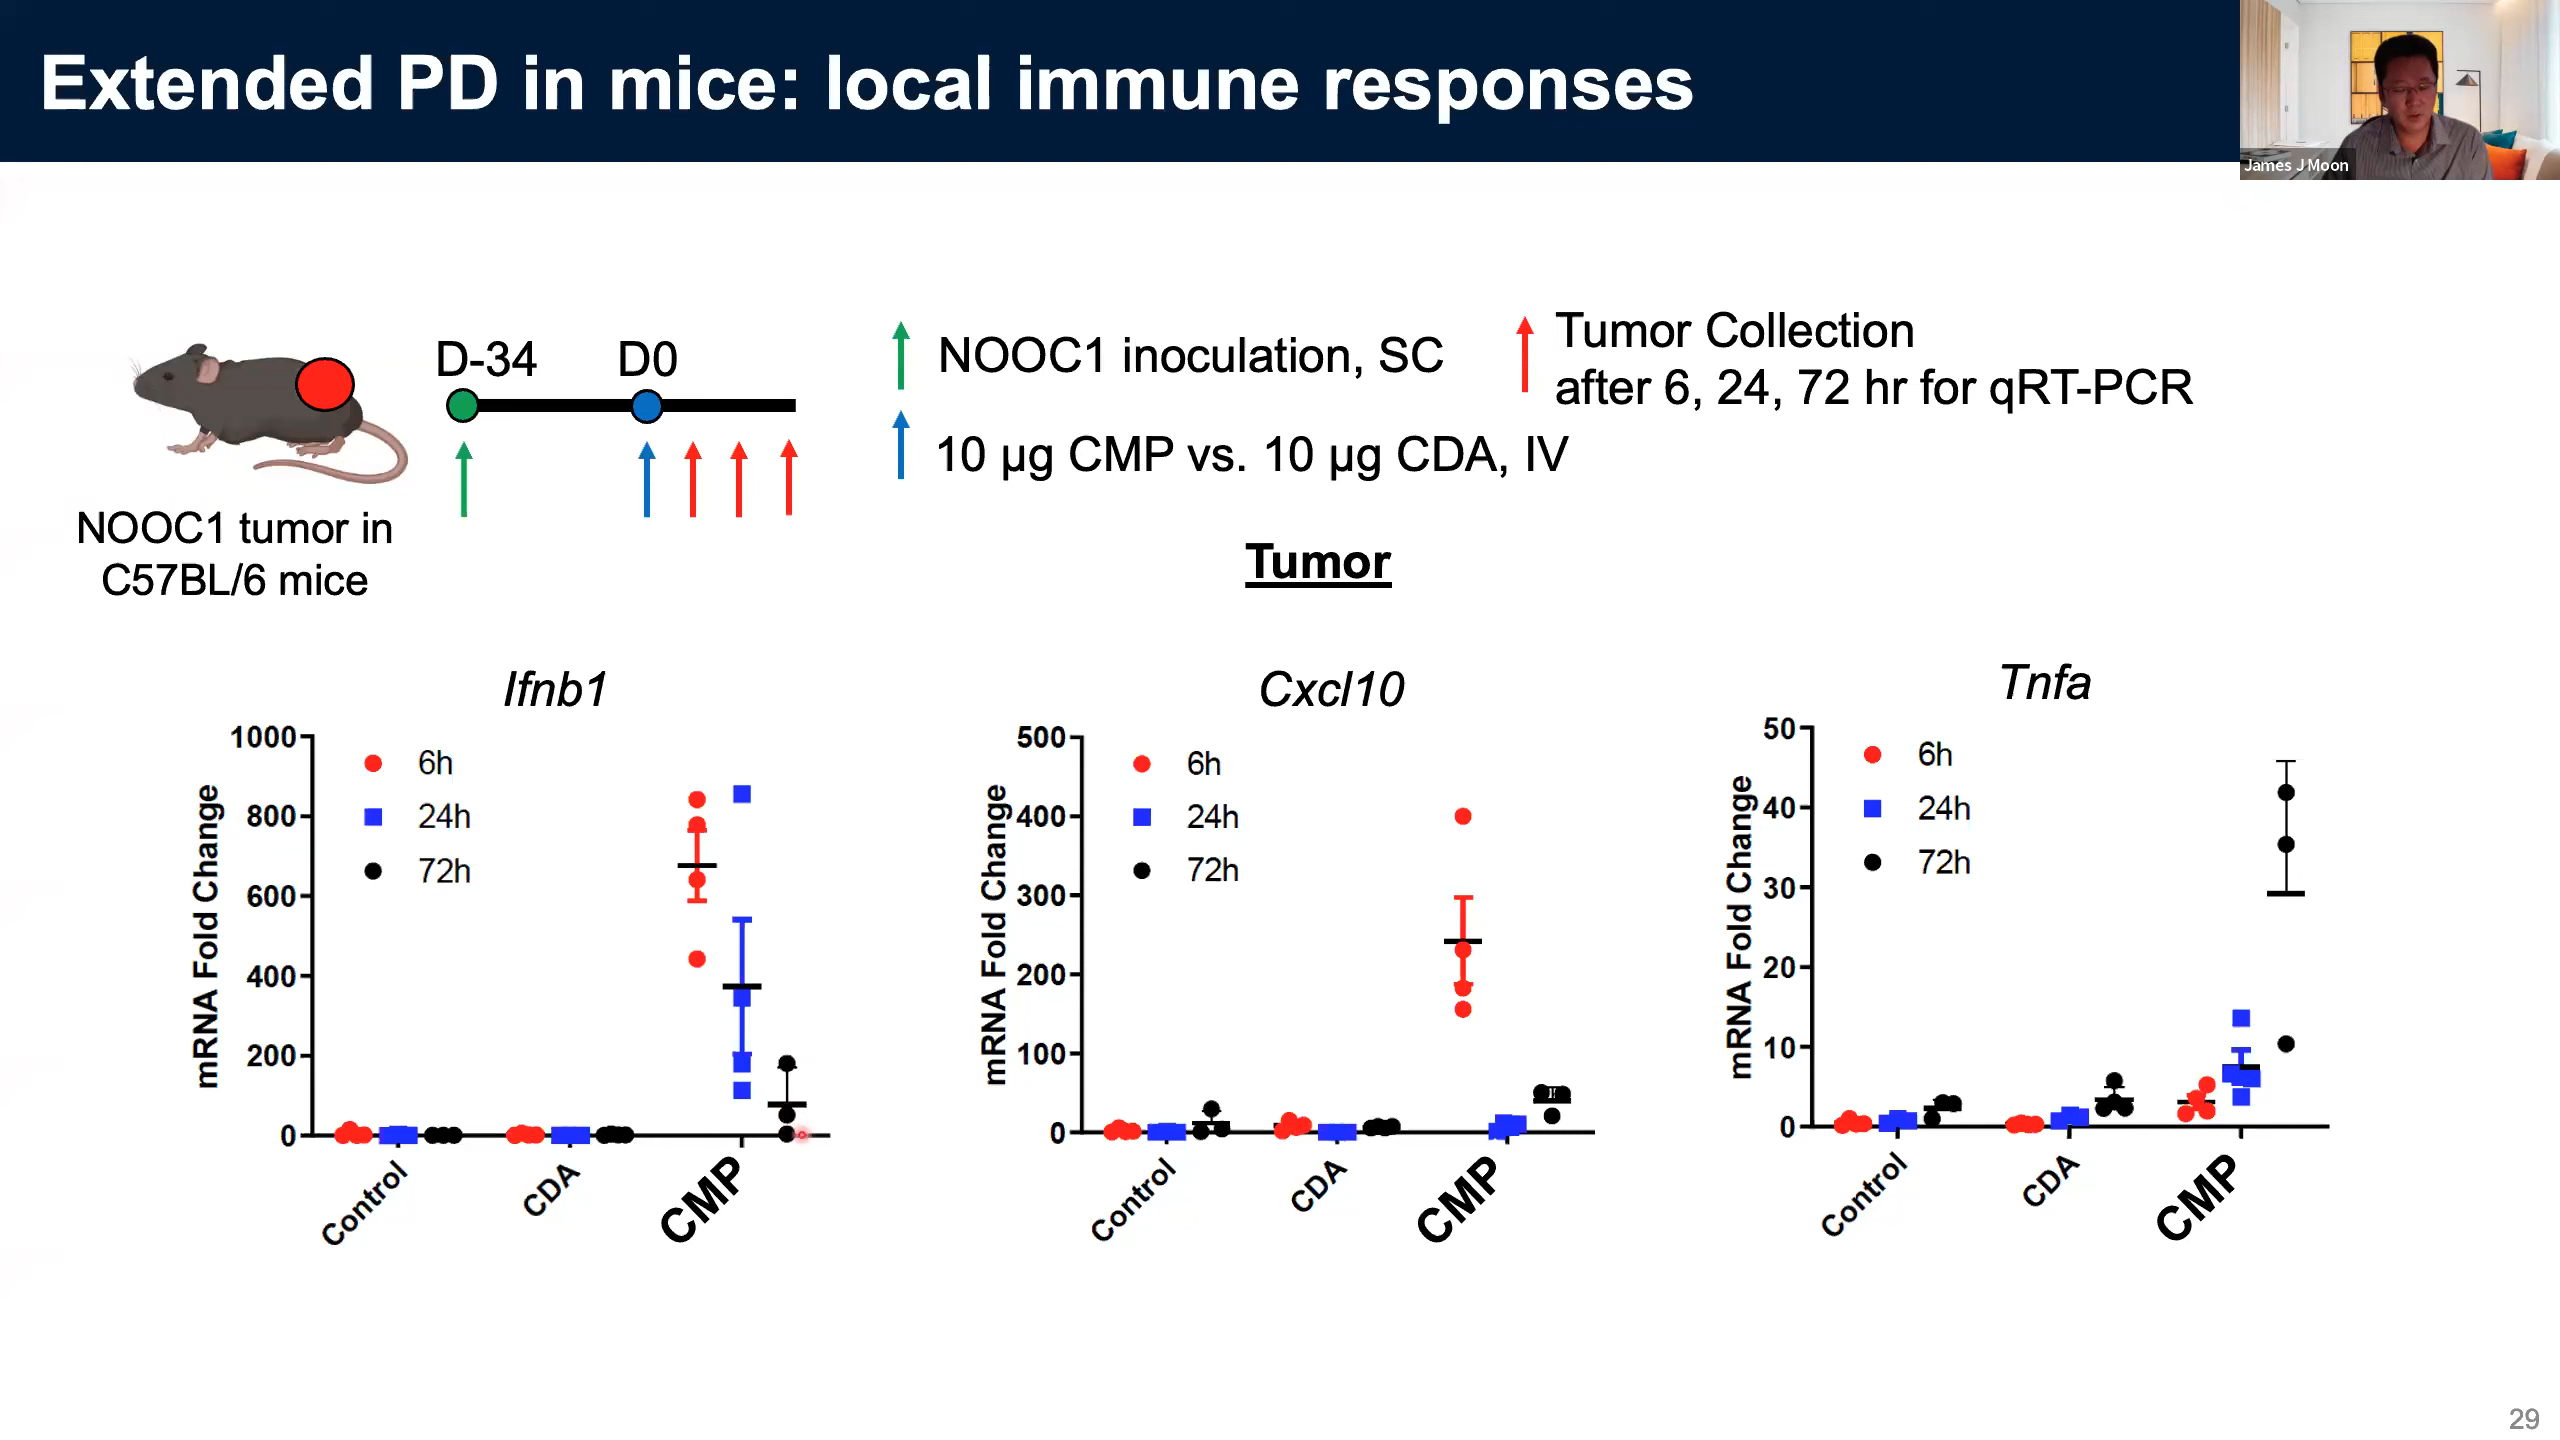 Extended PD in mice: local immune responses
James J Moon
D-34
D0
NOOC1 inoculation, SC
10 µg CMP vs. 10 µg CDA, IV
Tumor Collection
after 6, 24, 72 hr for qRT-PCR
NOOC1 tumor in
C57BL/6 mice
Tumor
Ifnb1
mRNA Fold Change
1000
800
600
400
200
0
6h
24h
72h
Control
CDA
CMP
Cxcl10
mRNA Fold Change
500
400
300
200
100
0
6h
24h
72h
Control
CDA
CMP
Tnfa
mRNA Fold Change
50
40
30
20
10
0
6h
24h
72h
Control
CDA
CMP
29